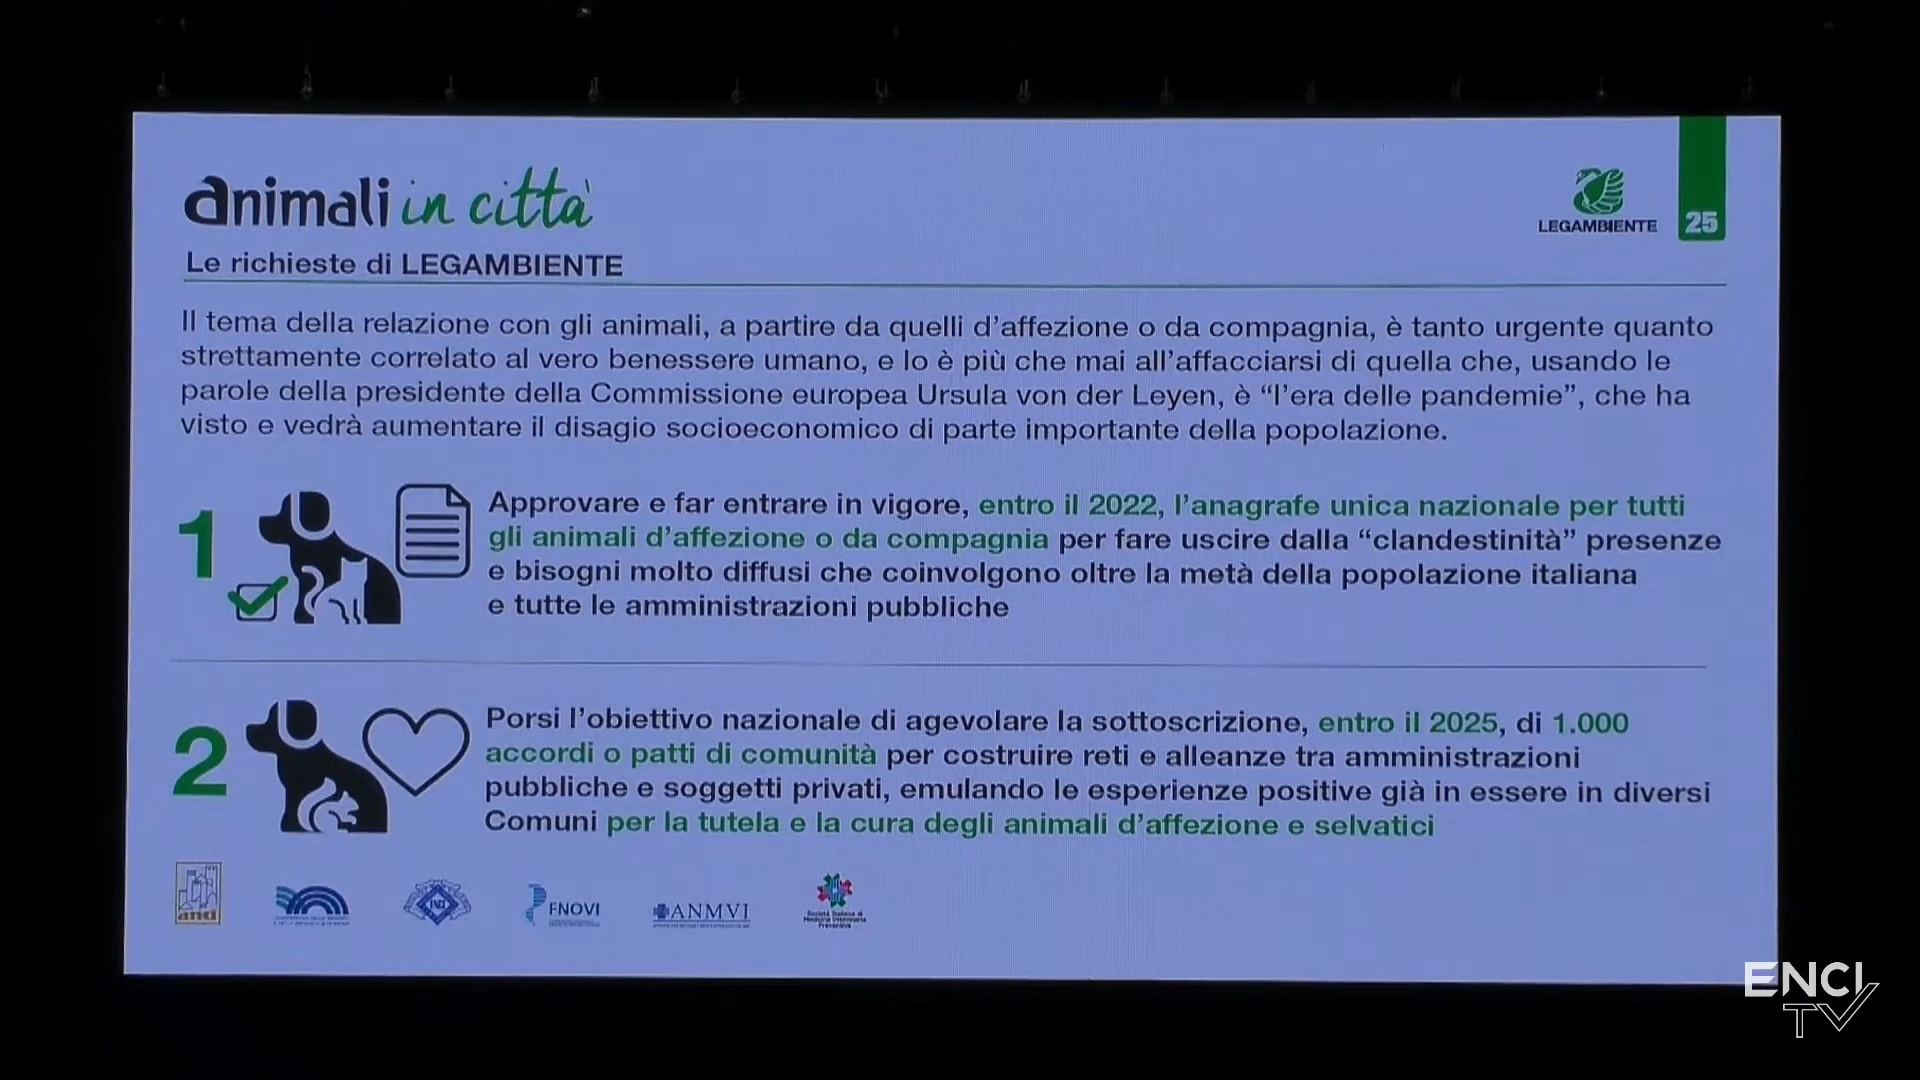 animali in città
LEGAMBIENTE
25
Le richieste di LEGAMBIENTE
Il tema della relazione con gli animali, a partire da quelli d'affezione o da compagnia, è tanto urgente quanto
strettamente correlato al vero benessere umano, e lo è più che mai all'affacciarsi di quella che, usando le
parole della presidente della Commissione europea Ursula von der Leyen, è “l'era delle pandemie”, che ha
visto e vedrà aumentare il disagio socioeconomico di parte importante della popolazione.
1
Approvare e far entrare in vigore, entro il 2022, l'anagrafe unica nazionale per tutti
gli animali d'affezione o da compagnia per fare uscire dalla “clandestinità” presenze
e bisogni molto diffusi che coinvolgono oltre la metà della popolazione italiana
e tutte le amministrazioni pubbliche
2
Porsi l'obiettivo nazionale di agevolare la sottoscrizione, entro il 2025, di 1.000
accordi o patti di comunità per costruire reti e alleanze tra amministrazioni
pubbliche e soggetti privati, emulando le esperienze positive già in essere in diversi
Comuni per la tutela e la cura degli animali d'affezione e selvatici
anci
ENCI
FNOVI
ANMVI
Società Italiana di
Medicina Veterinaria
Preventiva
ENCI
TV